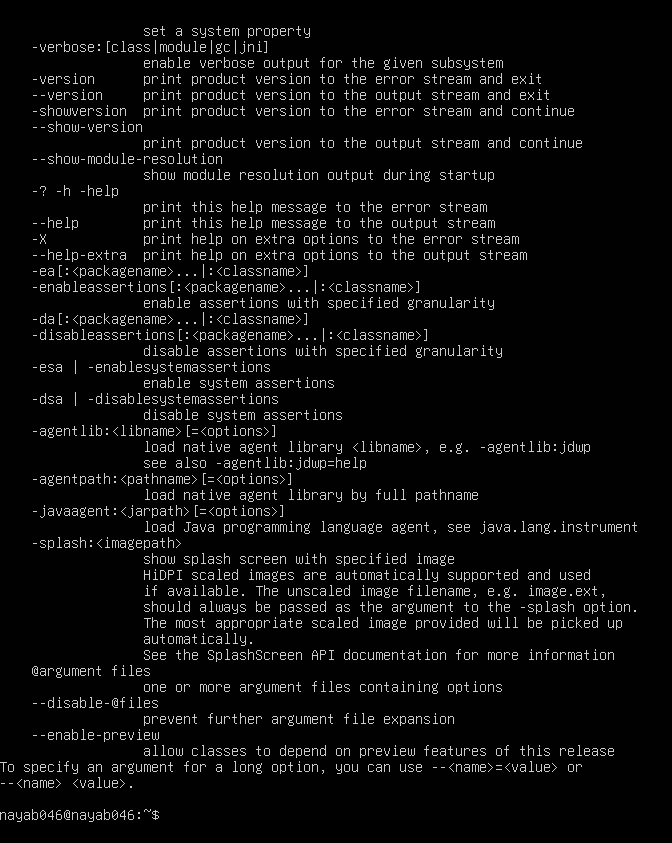 set a system property
    -verbose:[class|module|gc|jni]
                  enable verbose output for the given subsystem
    -version      print product version to the error stream and exit
    --version     print product version to the output stream and exit
    -showversion  print product version to the error stream and continue
    --show-version
                  print product version to the output stream and continue
    --show-module-resolution
                  show module resolution output during startup
    -? -h -help
                  print this help message to the error stream
    --help        print this help message to the output stream
    -X            print help on extra options to the error stream
    --help-extra  print help on extra options to the output stream
    -ea[:<packagename>...|:<classname>]
    -enableassertions[:<packagename>...|:<classname>]
                  enable assertions with specified granularity
    -da[:<packagename>...|:<classname>]
    -disableassertions[:<packagename>...|:<classname>]
                  disable assertions with specified granularity
    -esa | -enablesystemassertions
                  enable system assertions
    -dsa | -disablesystemassertions
                  disable system assertions
    -agentlib:<libname>[=<options>]
                  load native agent library <libname>, e.g. -agentlib:jdwp
                  see also -agentlib:jdwp=help
    -agentpath:<pathname>[=<options>]
                  load native agent library by full pathname
    -javaagent:<jarpath>[=<options>]
                  load Java programming language agent, see java.lang.instrument
    -splash:<imagepath>
                  show splash screen with specified image
                  HiDPI scaled images are automatically supported and used
                  if available. The unscaled image filename, e.g. image.ext,
                  should always be passed as the argument to the -splash option.
                  The most appropriate scaled image provided will be picked up
                  automatically.
                  See the SplashScreen API documentation for more information
    @argument files
                  one or more argument files containing options
    --disable-@files
                  prevent further argument file expansion
    --enable-preview
                  allow classes to depend on preview features of this release
To specify an argument for a long option, you can use --<name>=<value> or
--<name> <value>.
nayab046@nayab046:~$